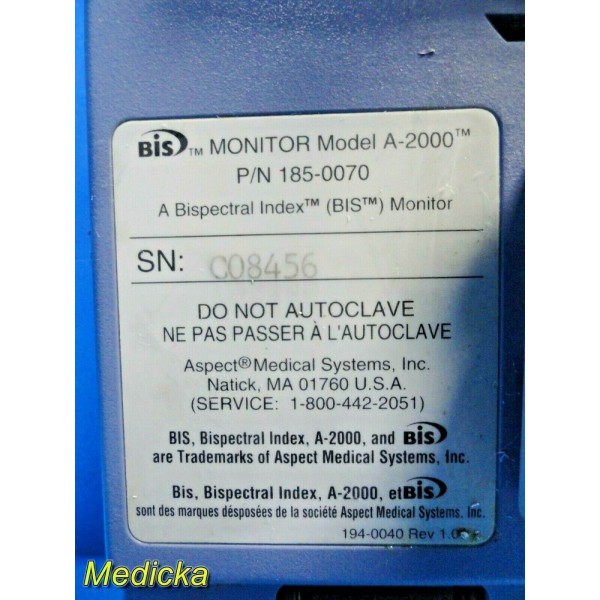 BIS™ MONITOR Model A-2000™
P/N 185-0070
A Bispectral Index™ (BIS™) Monitor
SN: C08456
DO NOT AUTOCLAVE
NE PAS PASSER À L'AUTOCLAVE
Aspect® Medical Systems, Inc.
Natick, MA 01760 U.S.A.
(SERVICE: 1-800-442-2051)
BIS, Bispectral Index, A-2000, and BIS
are Trademarks of Aspect Medical Systems, Inc.
Bis, Bispectral Index, A-2000, et BIS
sont des marques désposées de la société Aspect Medical Systems. Inc.
194-0040 Rev
Medicka